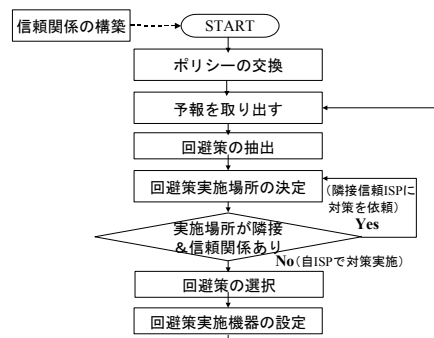 信頼関係の構築
START
ポリシーの交換
予報を取り出す
回避策の抽出
回避策実施場所の決定
(隣接信頼ISPに
対策を依頼)
Yes
実施場所が隣接
&信頼関係あり
No(自ISPで対策実施)
回避策の選択
回避策実施機器の設定